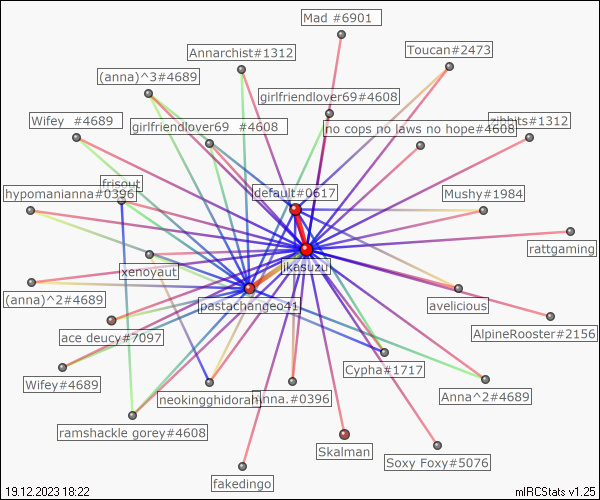 Mad #6901
Annarchist#1312
Toucan#2473
(anna)^3#4689
girlfriendlover69#4608
Wifey #4689
girlfriendlover69 #4608
no cops no laws no hope#4608
zibbits#1312
frisout
hypomanianna#0396
default#0617
Mushy#1984
rattgaming
xenoyaut
ikasuzu
(anna)^2#4689
pastachange041
avelicious
ace deucy#7097
AlpineRooster#2156
Wifey#4689
Cypha#1717
neokingghidorah
Anna.#0396
Anna^2#4689
ramshackle gorey#4608
Skalman
Soxy Foxy#5076
fakedingo
19.12.2023 18:22
mIRCStats v1.25